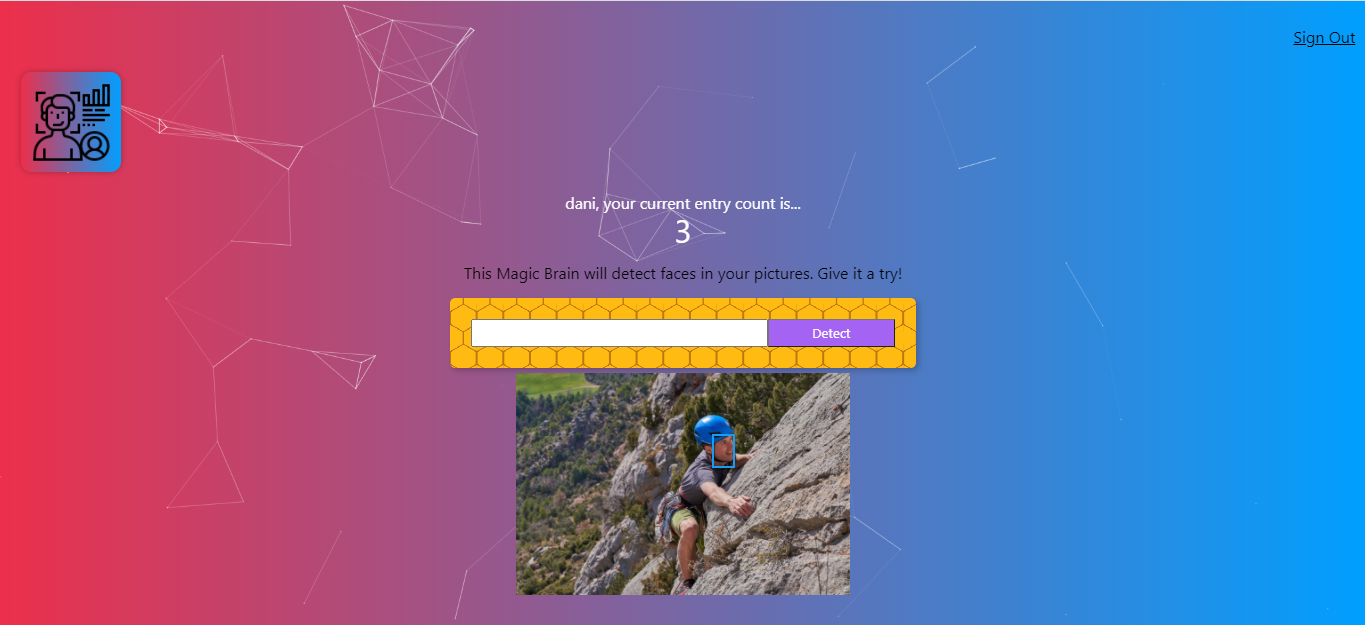 Sign Out
dani, your current entry count is...
3
This Magic Brain will detect faces in your pictures. Give it a try!
Detect